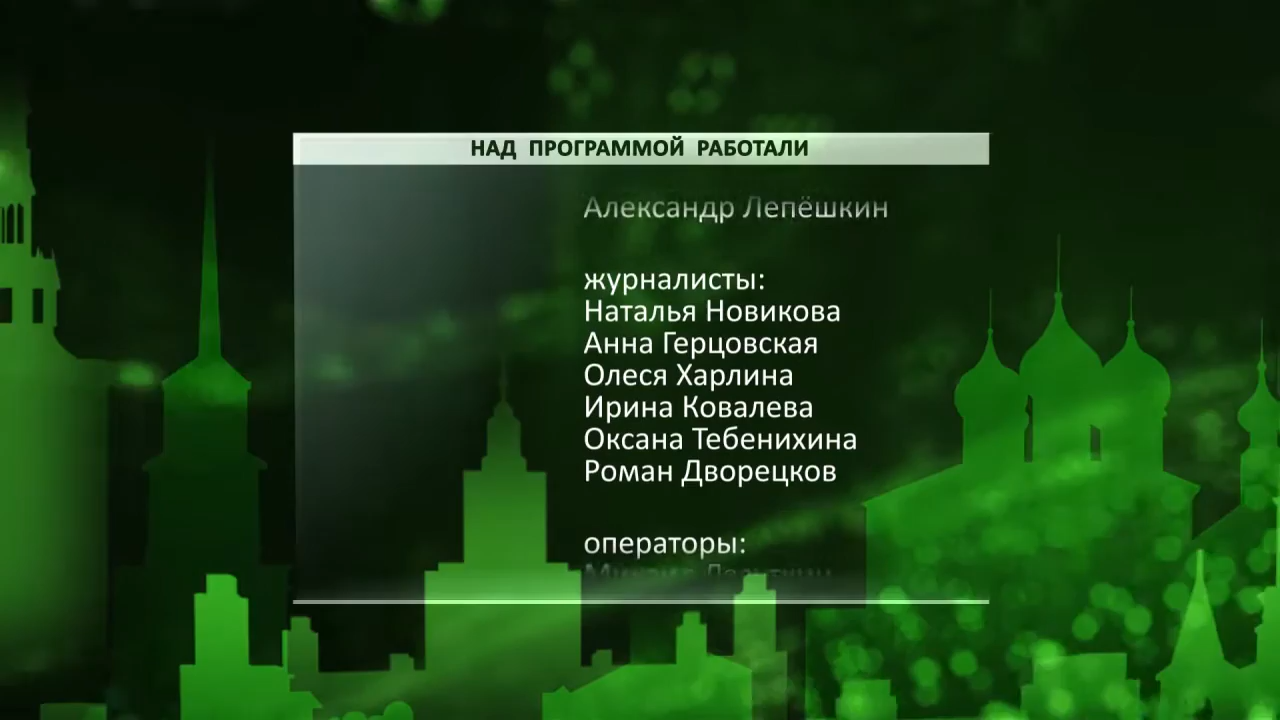 НАД ПРОГРАММОЙ РАБОТАЛИ
Александр Лепёшкин
журналисты:
Наталья Новикова
Анна Герцовская
Олеся Харлина
Ирина Ковалева
Оксана Тебенихина
Роман Дворецков
операторы: